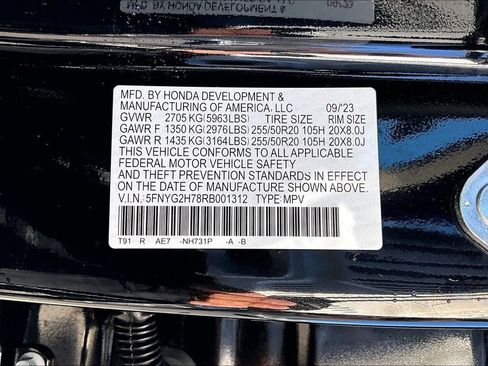 MFD. BY HONDA DEVELOPMENT &
MANUFACTURING OF AMERICA, LLC 09/'23
GVWR 2705 KG(5963LBS) TIRE SIZE RIM SIZE
GAWR F 1350 KG(2976LBS) 255/50R20 105H 20X8.0J
GAWR R 1435 KG(3164LBS) 255/50R20 105H 20X8.0J
THIS VEHICLE CONFORMS TO ALL APPLICABLE
FEDERAL MOTOR VEHICLE SAFETY
AND THEFT PREVENTION STANDARDS IN EFFECT
ON THE DATE OF MANUFACTURE SHOWN ABOVE.
V.I.N.: 5FNYG2H78RB001312 TYPE: MPV
T91 R AE7 -NH731P -A -B